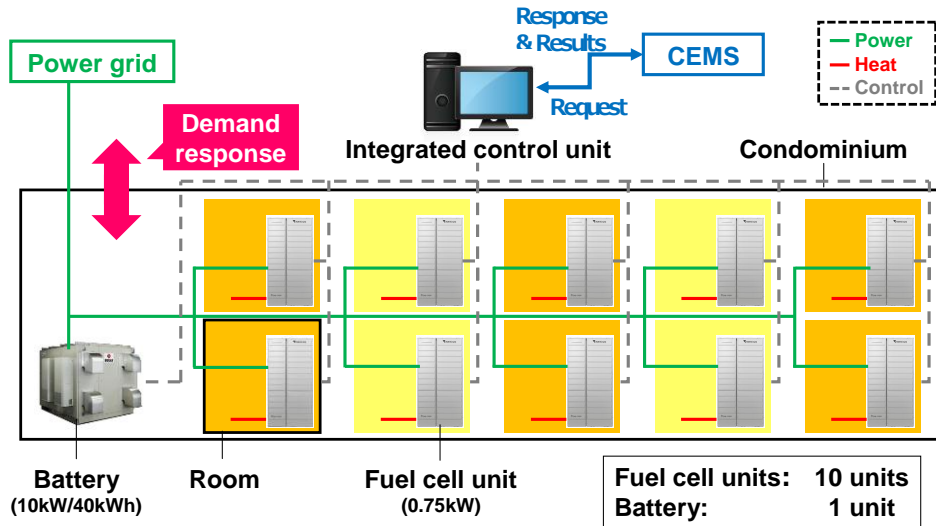 Response
& Results
Power grid
CEMS
Power
Heat
Control
Request
Demand
response
Integrated control unit
Condominium
Battery
(10kW/40kWh)
Room
Fuel cell unit
(0.75kW)
Fuel cell units: 10 units
Battery: 1 unit